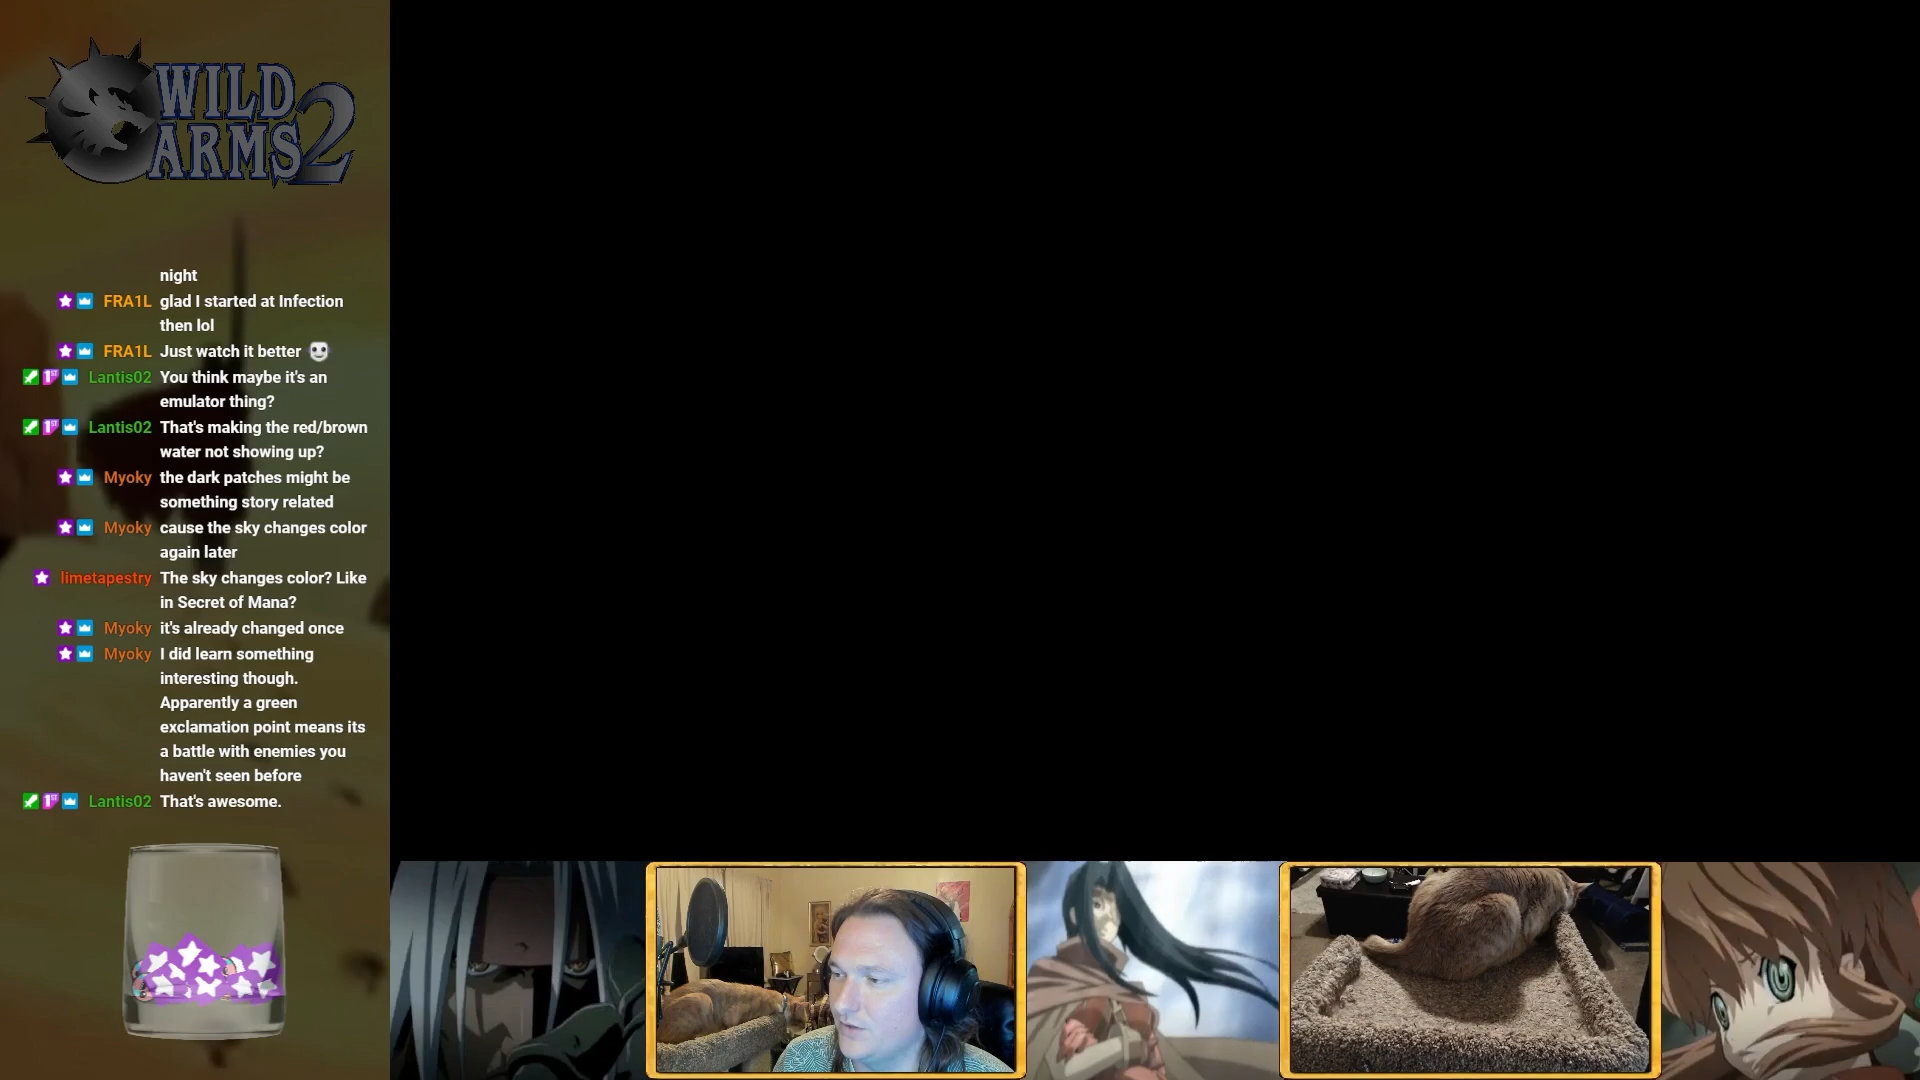 WILD
ARMS 2
night
FRA1L glad I started at Infection
then lol
FRA1L Just watch it better
1ST Lantis02 You think maybe it's an
emulator thing?
1ST Lantis02 That's making the red/brown
water not showing up?
Myoky the dark patches might be
something story related
Myoky cause the sky changes color
again later
limetapestry The sky changes color? Like
in Secret of Mana?
Myoky it's already changed once
Myoky I did learn something
interesting though.
Apparently a green
exclamation point means its
a battle with enemies you
haven't seen before
1ST Lantis02 That's awesome.